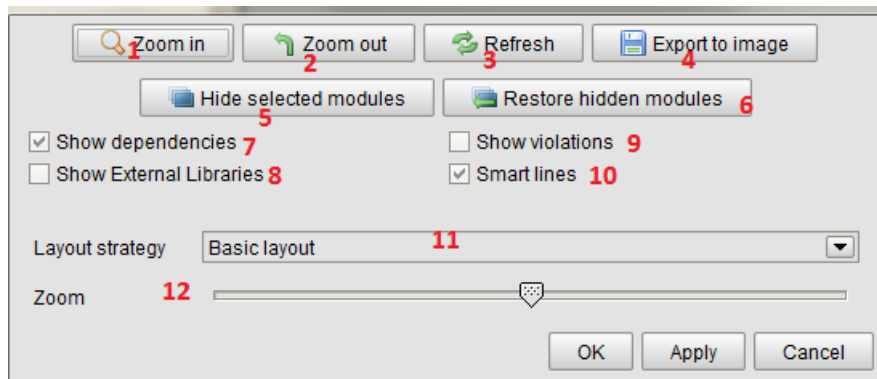 Zoom in Zoom out Refresh Export to image
1 2 3 4
Hide selected modules Restore hidden modules 6
5
Show dependencies 7 Show violations 9
Show External Libraries 8 Smart lines 10
Layout strategy Basic layout 11
Zoom 12
OK Apply Cancel